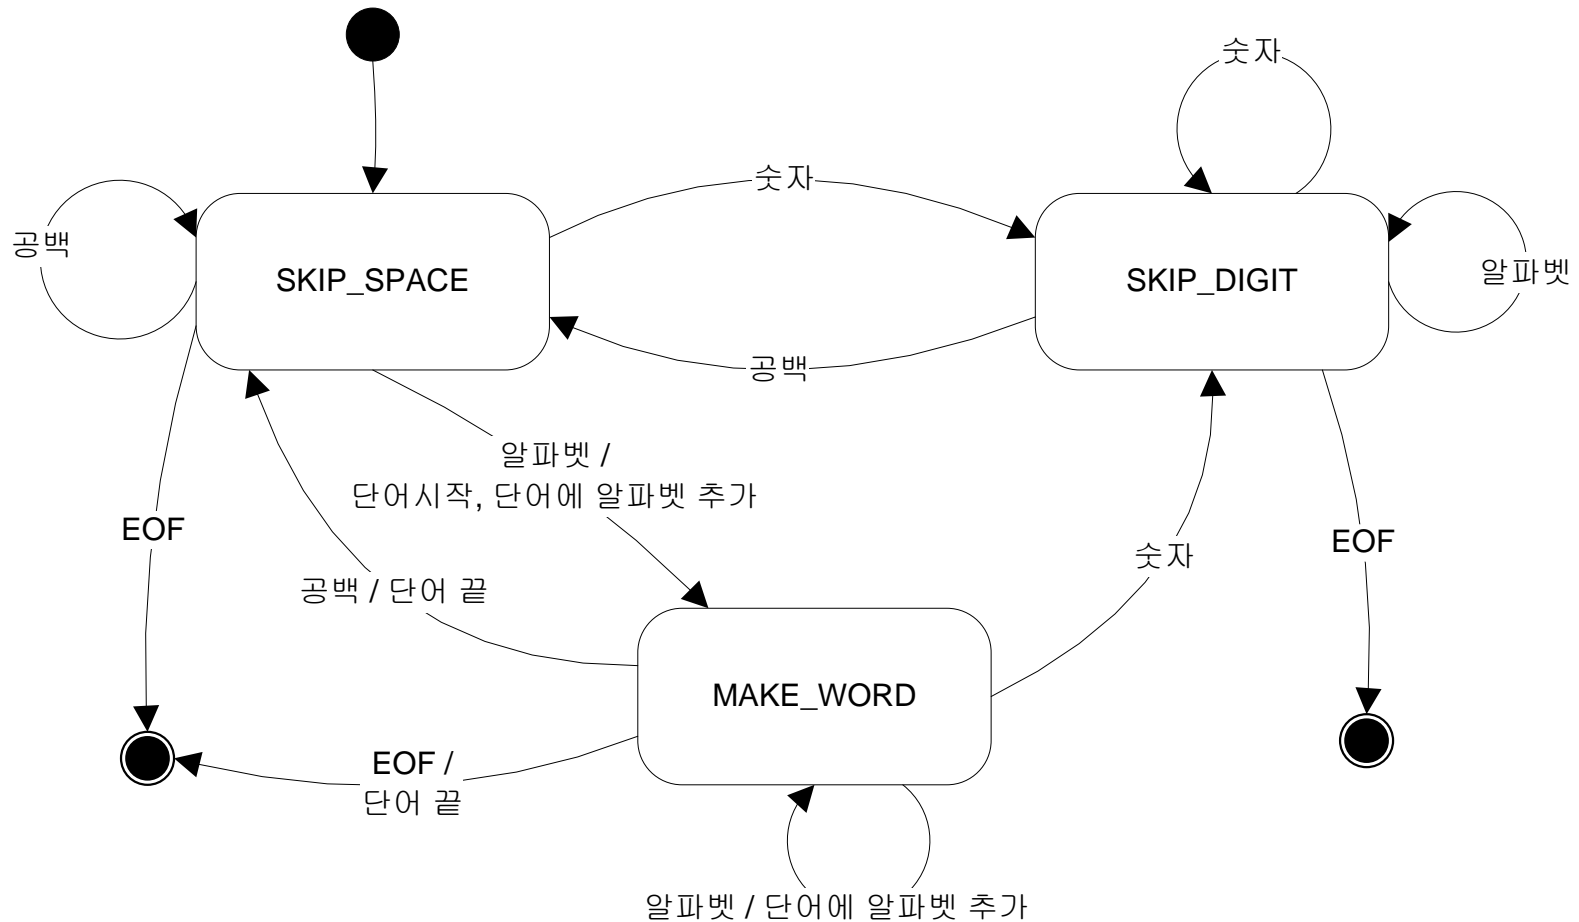 숫자
숫자
공백
SKIP_SPACE
SKIP_DIGIT
알파벳
공백
알파벳 /
단어시작, 단어에 알파벳 추가
EOF
EOF
숫자
공백 / 단어 끝
MAKE_WORD
EOF /
단어 끝
알파벳 / 단어에 알파벳 추가